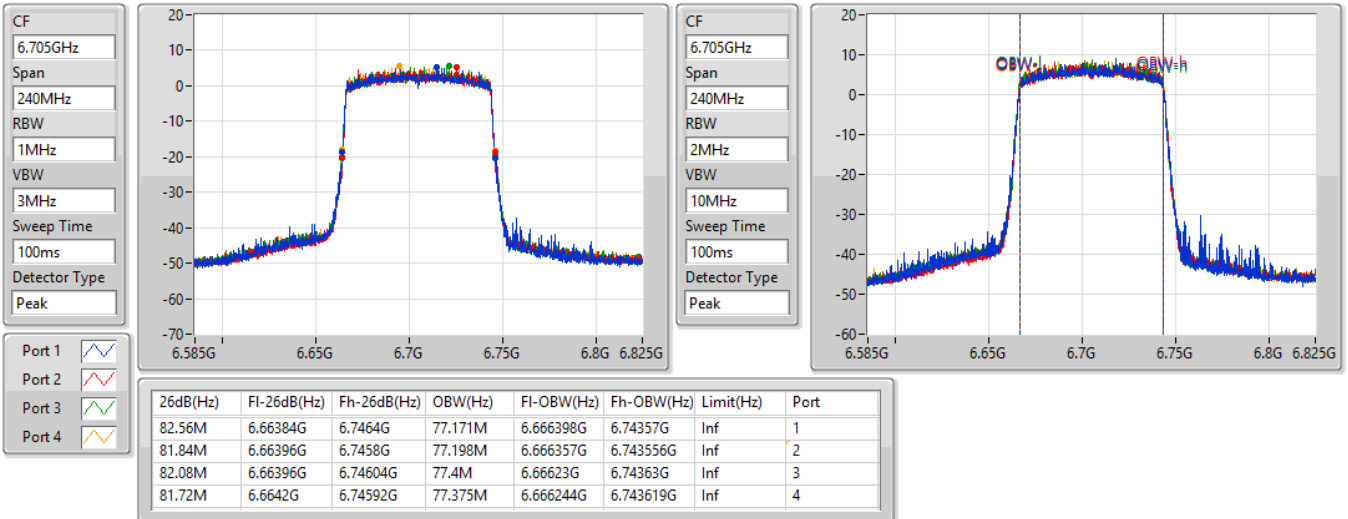 CF
6.705GHz
Span
240MHz
RBW
1MHz
VBW
3MHz
Sweep Time
100ms
Detector Type
Peak
20
10
0
-10
-20
-30
-40
-50
-60
-70
6.585G 6.65G 6.7G 6.75G 6.8G 6.825G
CF
6.705GHz
Span
240MHz
RBW
2MHz
VBW
10MHz
Sweep Time
100ms
Detector Type
Peak
20
10
0
-10
-20
-30
-40
-50
-60
OBW-l OBW-h
6.585G 6.65G 6.7G 6.75G 6.8G 6.825G
Port 1
Port 2
Port 3
Port 4
26dB(Hz) Fl-26dB(Hz) Fh-26dB(Hz) OBW(Hz) Fl-OBW(Hz) Fh-OBW(Hz) Limit(Hz) Port
82.56M 6.66384G 6.7464G 77.171M 6.666398G 6.74357G Inf 1
81.84M 6.66396G 6.7458G 77.198M 6.666357G 6.743556G Inf 2
82.08M 6.66396G 6.74604G 77.4M 6.66623G 6.74363G Inf 3
81.72M 6.6642G 6.74592G 77.375M 6.666244G 6.743619G Inf 4